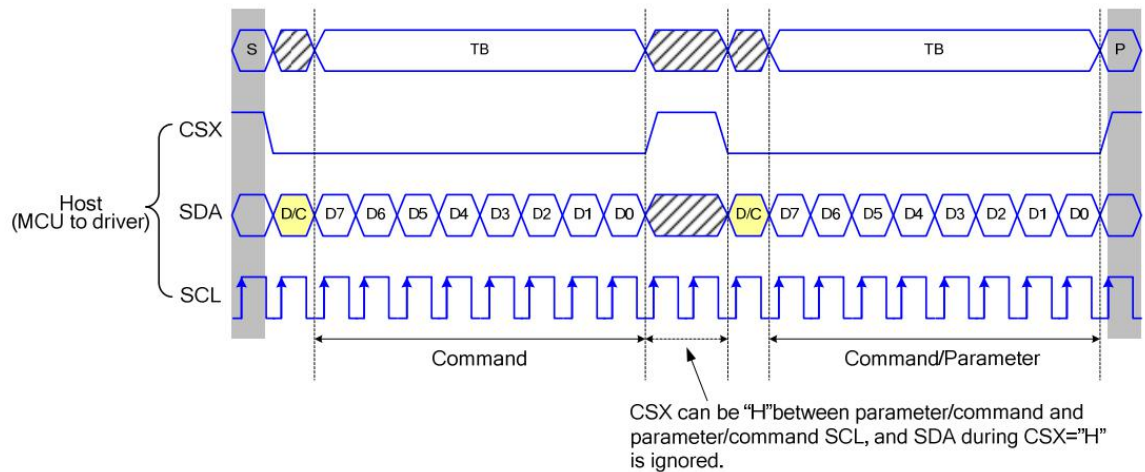 S TB TB P
CSX
Host
(MCU to driver)
SDA D/C D7 D6 D5 D4 D3 D2 D1 D0 D/C D7 D6 D5 D4 D3 D2 D1 D0
SCL
Command Command/Parameter
CSX can be “H”between parameter/command and
parameter/command SCL, and SDA during CSX=”H”
is ignored.